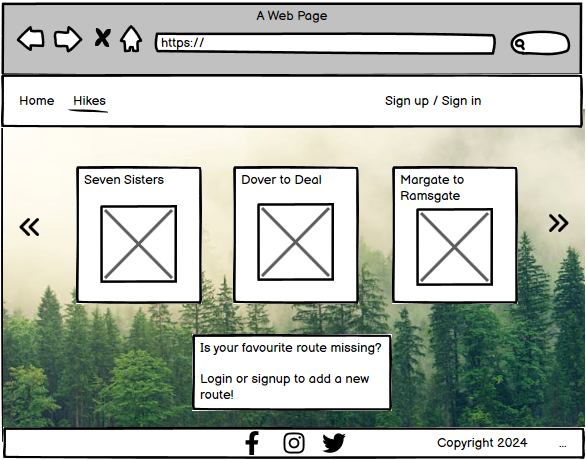 A Web Page
https://
Home Hikes Sign up / Sign in
Seven Sisters
Dover to Deal
Margate to
Ramsgate
Is your favourite route missing?
Login or signup to add a new
route!
Copyright 2024 ...